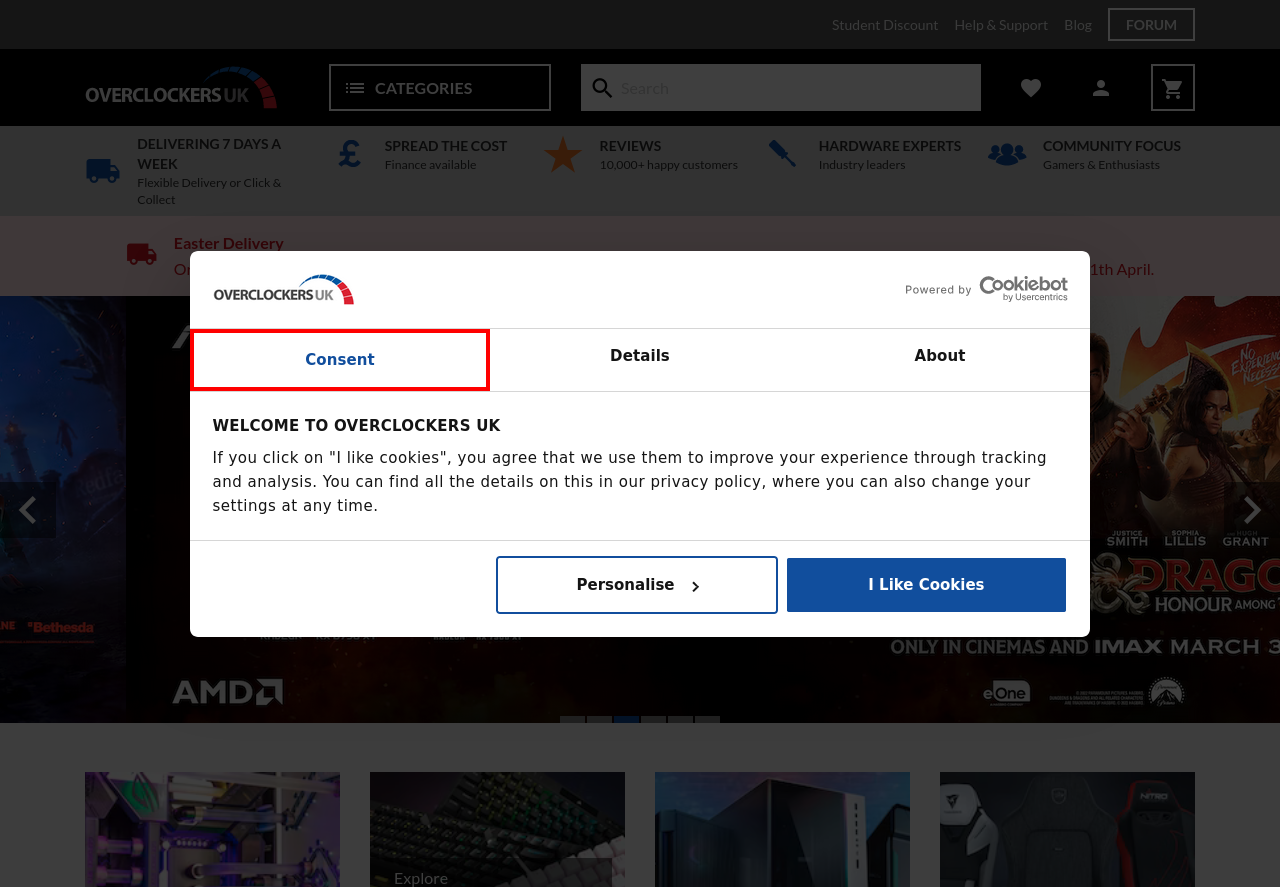 Student Discount Help & Support Blog FORUM
OVERCLOCKERS UK CATEGORIES Search
DELIVERING 7 DAYS A WEEK
Flexible Delivery or Click & Collect
SPREAD THE COST
Finance available
REVIEWS
10,000+ happy customers
HARDWARE EXPERTS
Industry leaders
COMMUNITY FOCUS
Gamers & Enthusiasts
Easter Delivery
1th April.
OVERCLOCKERS UK
Powered by Cookiebot
by Usercentrics
Consent Details About
WELCOME TO OVERCLOCKERS UK
If you click on "I like cookies", you agree that we use them to improve your experience through tracking
and analysis. You can find all the details on this in our privacy policy, where you can also change your
settings at any time.
Personalise I Like Cookies
NO EXPERIENCE NECESSARY
JUSTICE SMITH SOPHIA LILLIS AND HUGH GRANT
DRAGO
HONOUR AMONG
Bethesda
ONLY IN CINEMAS AND IMAX MARCH 3
AMD
eOne
Explore
NITRO